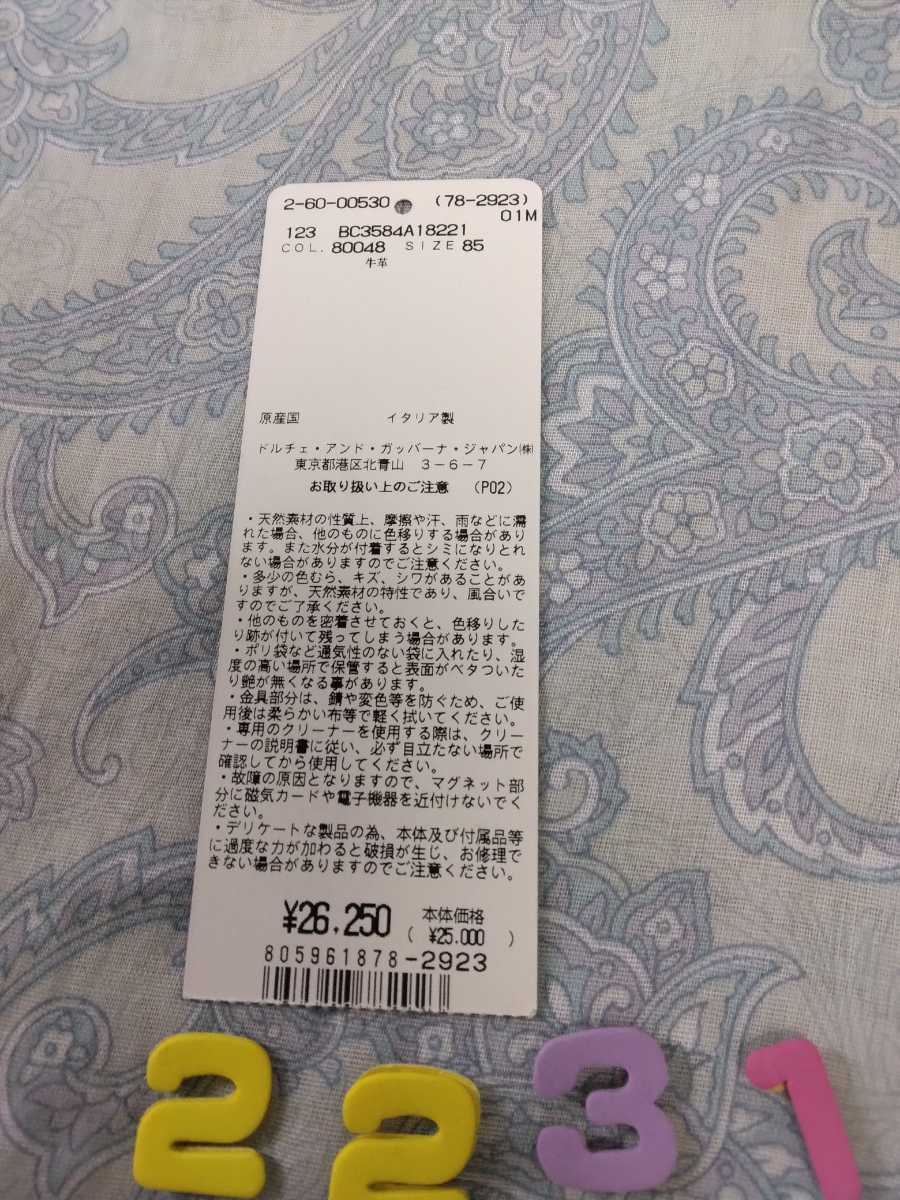 2-60-00530 (78-2923)
01M
123 BC3584A18221
COL. 80048 SIZE 85
牛革
原産国 イタリア製
ドルチェ・アンド・ガッバーナ・ジャパン㈱
東京都港区北青山 3-6-7
お取り扱い上のご注意 (P02)
・天然素材の性質上、摩擦や汗、雨などに濡
れた場合、他のものに色移りする場合があり
ます。また水分が付着するとシミになりとれ
ない場合がありますのでご注意ください。
・多少の色むら、キズ、シワがあることがあ
りますが、天然素材の特性であり、風合いで
すのでご了承ください。
・他のものを密着させておくと、色移りした
り跡が付いて残ってしまう場合があります。
・ポリ袋など通気性のない袋に入れたり、湿
度の高い場所で保管すると表面がベタついた
り艶が無くなる事があります。
・金具部分は、錆や変色等を防ぐため、ご使
用後は柔らかい布等で軽く拭いてください。
・専用のクリーナーを使用する際は、クリー
ナーの説明書に従い、必ず目立たない場所で
確認してから使用してください。
・故障の原因となりますので、マグネット部
分に磁気カードや電子機器を近付けないでく
ださい。
・デリケートな製品の為、本体及び付属品等
に過度な力が加わると破損が生じ、お修理で
きない場合がありますのでご注意ください。
¥26,250 本体価格
( ¥25.000 )
805961878-2923
2231